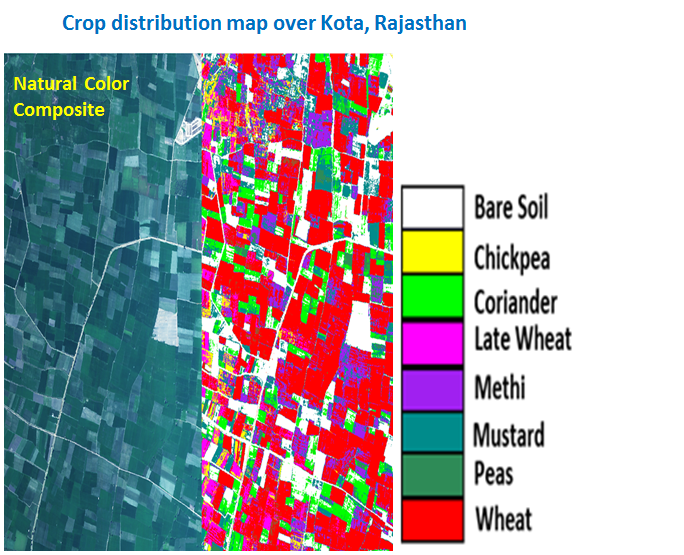 Crop distribution map over Kota, Rajasthan
Natural Color
Composite
Bare Soil
Chickpea
Coriander
Late Wheat
Methi
Mustard
Peas
Wheat